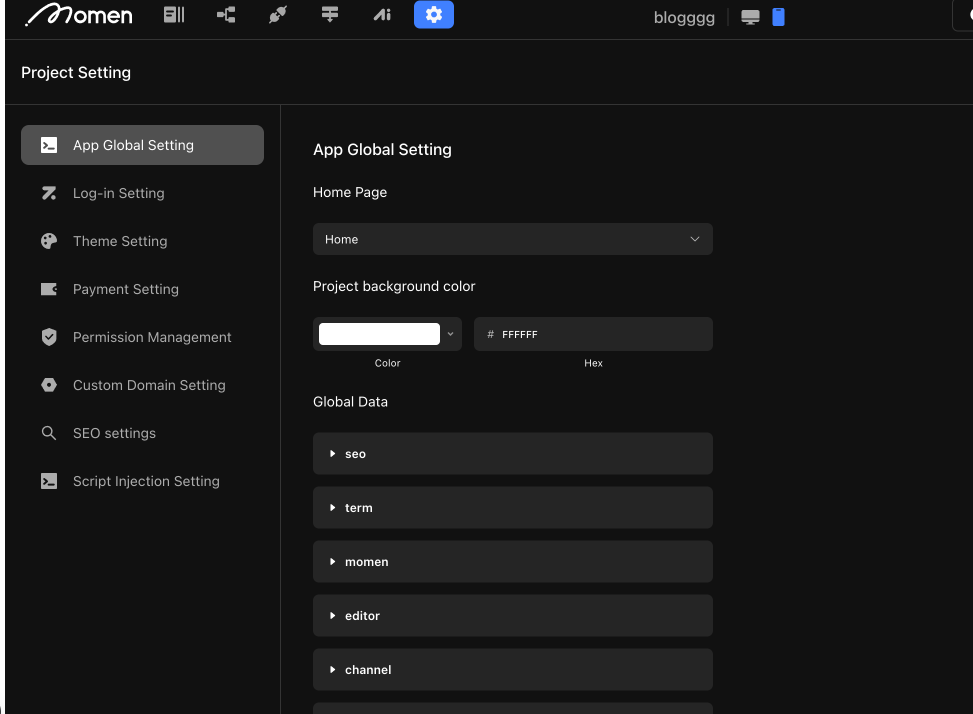 Momen
Ai
blogggg
Project Setting
App Global Setting
Log-in Setting
Theme Setting
Payment Setting
Permission Management
Custom Domain Setting
SEO settings
Script Injection Setting
App Global Setting
Home Page
Home
Project background color
# FFFFFF
Color
Hex
Global Data
seo
term
momen
editor
channel